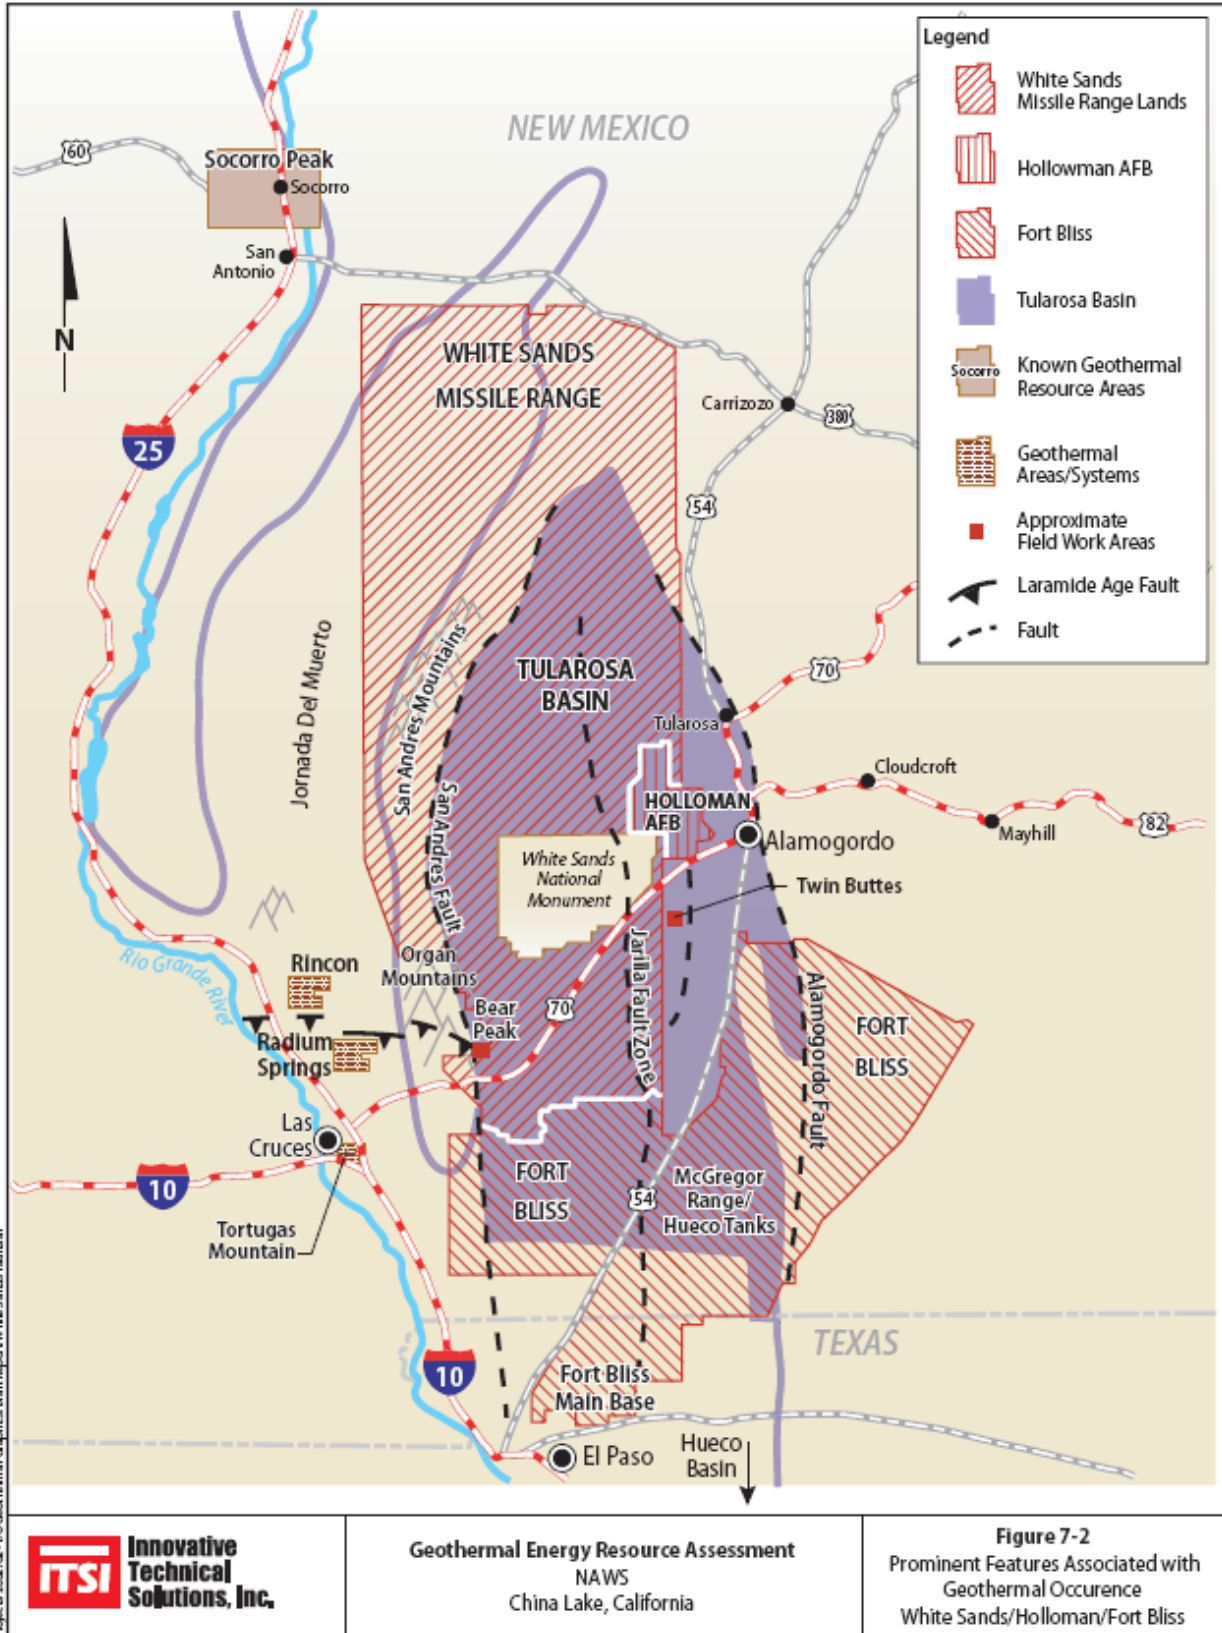 NEW MEXICO
60
Socorro Peak
Socorro
San
Antonio
N
25
WHITE SANDS
MISSILE RANGE
Carrizozo
380
54
Jornada Del Muerto
San Andres Mountains
San Andres Fault
TULAROSA
BASIN
Tularosa
70
Cloudcroft
Mayhill
82
HOLLOMAN
AFB
Alamogordo
White Sands
National
Monument
Twin Buttes
Rio Grande River
Rincon
Organ
Mountains
Bear
Peak
70
Jarilla Fault Zone
Alamogordo Fault
FORT
BLISS
Radium
Springs
Las
Cruces
10
Tortugas
Mountain
FORT
BLISS
54
McGregor
Range/
Hueco Tanks
TEXAS
10
Fort Bliss
Main Base
El Paso
Hueco
Basin
Legend
White Sands
Missile Range Lands
Hollowman AFB
Fort Bliss
Tularosa Basin
Socorro
Known Geothermal
Resource Areas
Geothermal
Areas/Systems
Approximate
Field Work Areas
Laramide Age Fault
Fault
ITSI
Innovative
Technical
Solutions, Inc.
Geothermal Energy Resource Assessment
NAWS
China Lake, California
Figure 7-2
Prominent Features Associated with
Geothermal Occurence
White Sands/Holloman/Fort Bliss